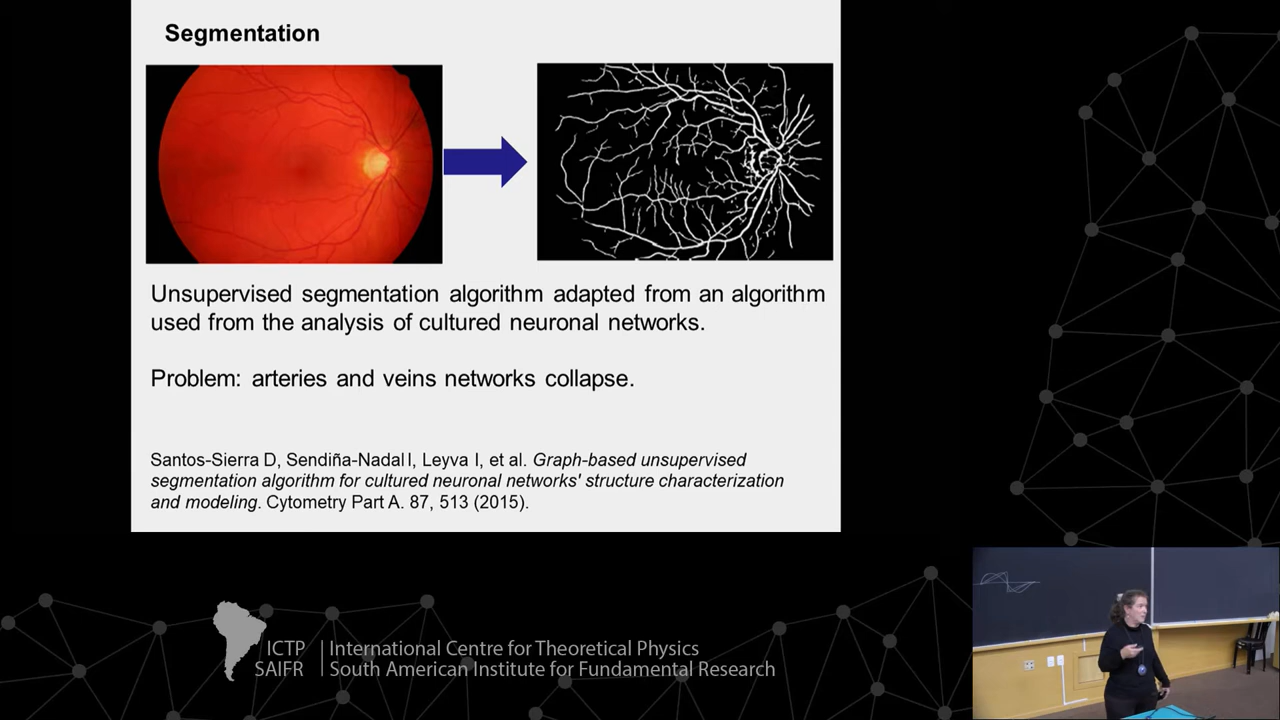 Segmentation
Unsupervised segmentation algorithm adapted from an algorithm
used from the analysis of cultured neuronal networks.
Problem: arteries and veins networks collapse.
Santos-Sierra D, Sendiña-Nadal I, Leyva I, et al. Graph-based unsupervised
segmentation algorithm for cultured neuronal networks' structure characterization
and modeling. Cytometry Part A. 87, 513 (2015).
ICTP
SAIFR
International Centre for Theoretical Physics
South American Institute for Fundamental Research